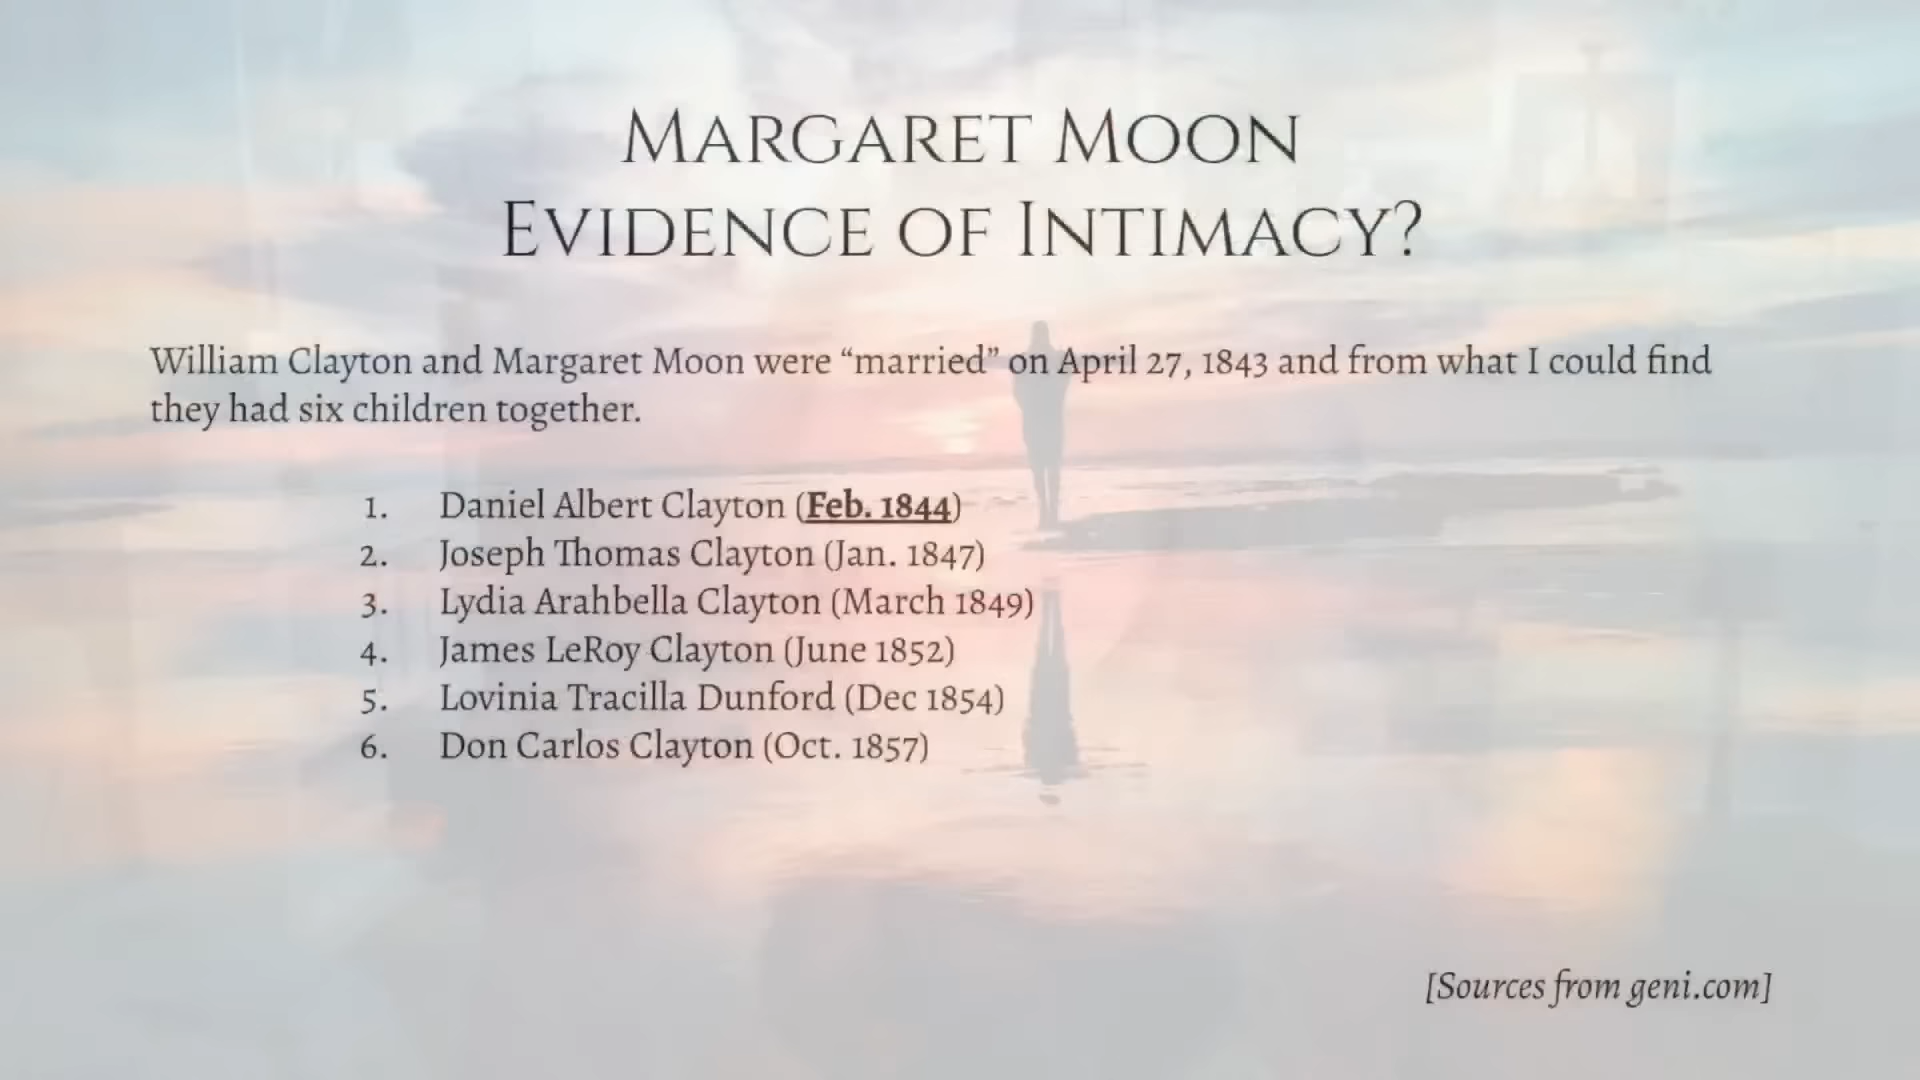 Margaret Moon
Evidence of Intimacy?
William Clayton and Margaret Moon were “married” on April 27, 1843 and from what I could find
they had six children together.
1. Daniel Albert Clayton (Feb. 1844)
2. Joseph Thomas Clayton (Jan. 1847)
3. Lydia Arahbella Clayton (March 1849)
4. James LeRoy Clayton (June 1852)
5. Lovinia Tracilla Dunford (Dec 1854)
6. Don Carlos Clayton (Oct. 1857)
[Sources from geni.com]